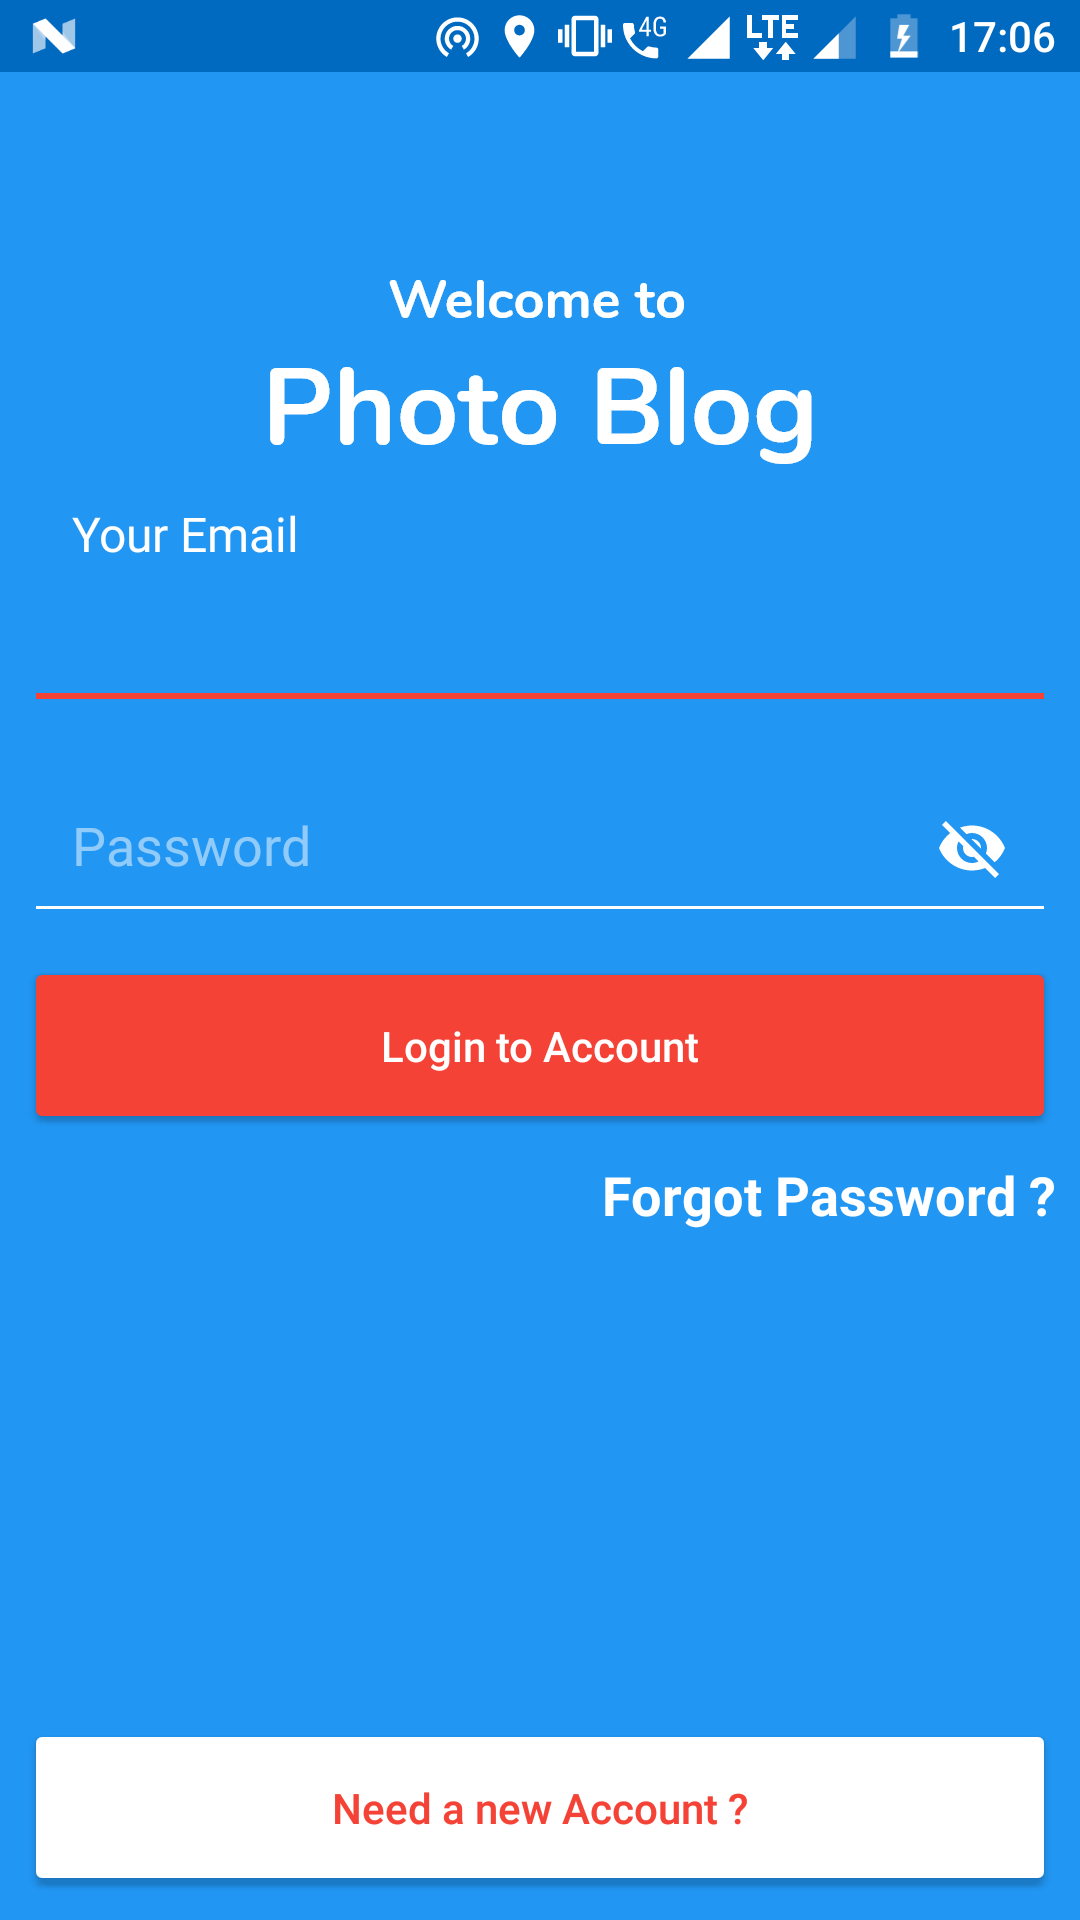 4G LTE 17:06
Welcome to
Photo Blog
Your Email
Password
Login to Account
Forgot Password ?
Need a new Account ?